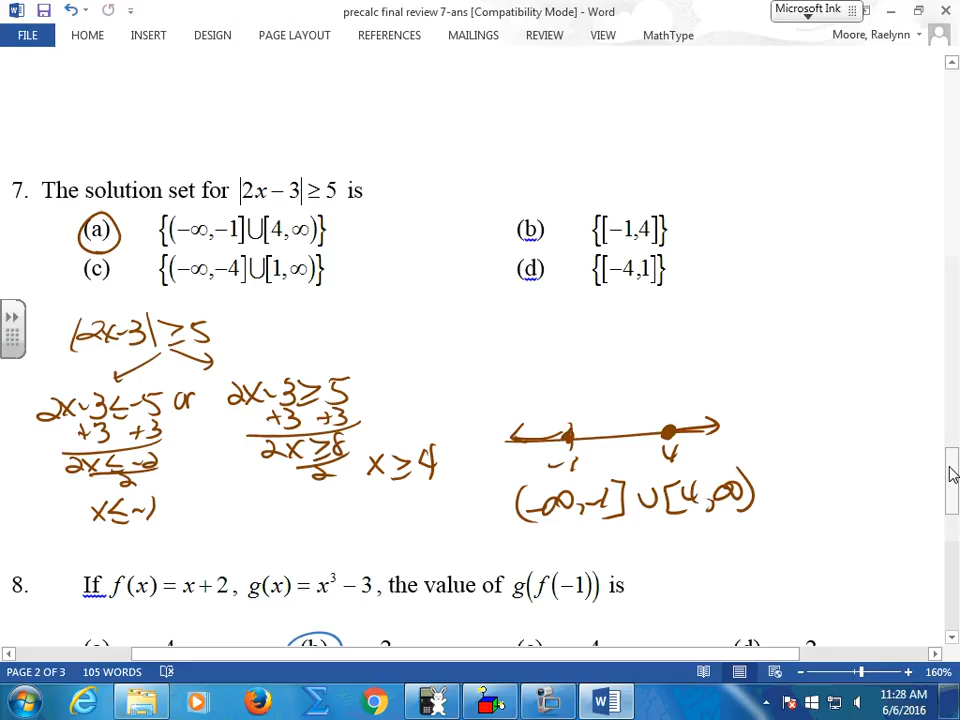 precalc final review 7-ans [Compatibility Mode] - Word
Microsoft Ink
FILE HOME INSERT DESIGN PAGE LAYOUT REFERENCES MAILINGS REVIEW VIEW MathType Moore, Raelynn
7. The solution set for |2x − 3| ≥ 5 is
(a) {(−∞,−1]⋃[4,∞)} (b) {[−1,4]}
(c) {(−∞,−4]⋃[1,∞)} (d) {[−4,1]}
|2x-3| ≥ 5
2x-3 ≤ -5 or 2x-3 ≥ 5
+3 +3 +3 +3
2x ≤ -2 2x ≥ 8 x ≥ 4
2 2
x ≤ -1
-1 4
(-∞,-1] ∪ [4,∞)
8. If f(x) = x + 2, g(x) = x³ − 3, the value of g(f(−1)) is
PAGE 2 OF 3 105 WORDS 160%
11:28 AM
6/6/2016